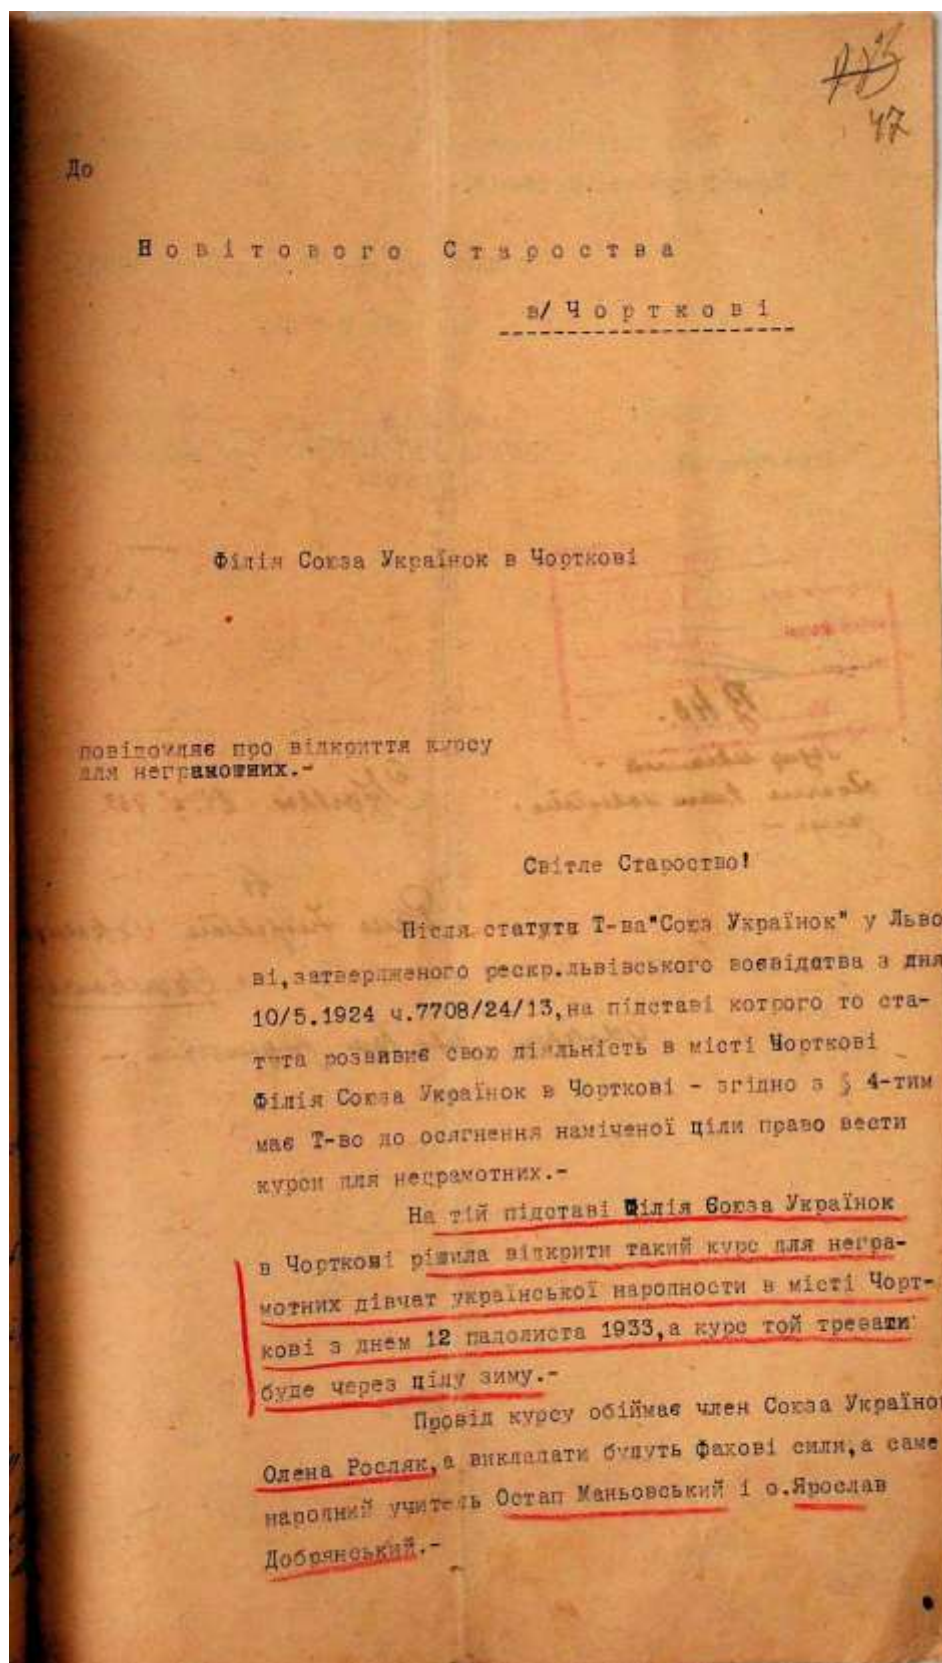 47
До
Новітового Староства
в/Чорткові
Філія Союза Українок в Чорткові
повідомляє про відкриття курсу
для неграмотних.-
Світле Староство!
Після статута Т-ва"Союз Українок" у Льво
ві,затвердженого рескр.львівського воєвідства з дня
10/5.1924 ч.7708/24/13,на підставі котрого то ста-
тута розвиває свою діяльність в місті Чорткові
Філія Союза Українок в Чорткові - згідно з § 4-тим
має Т-во до осягнення наміченої ціли право вести
курси для неграмотних.-
На тій підставі Філія Союза Українок
в Чорткові рішила відкрити такий курс для негра-
мотних дівчат української народности в місті Чорт-
кові з днем 12 падолиста 1933,а курс той тревати
буде через цілу зиму.-
Провід курсу обіймає член Союза Україно
Олена Росляк,а викладати будуть фахові сили,а саме
народний учитель Остап Маньовський і о.Ярослав
Добрянський.-